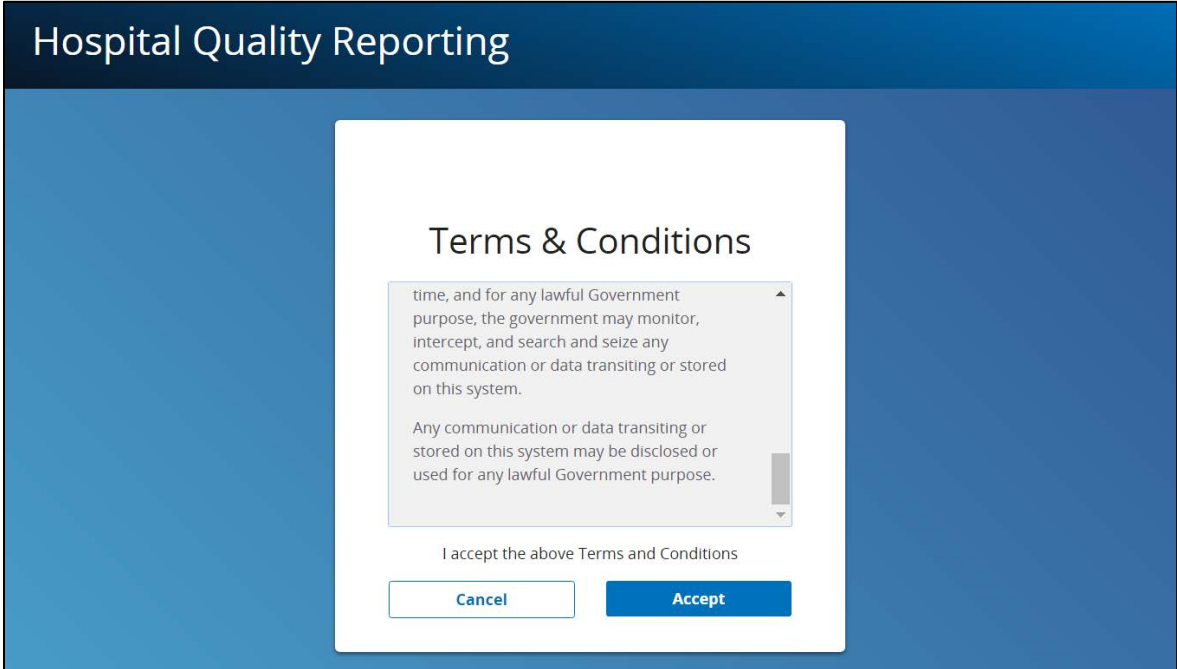 Hospital Quality Reporting
Terms & Conditions
time, and for any lawful Government
purpose, the government may monitor,
intercept, and search and seize any
communication or data transiting or stored
on this system.
Any communication or data transiting or
stored on this system may be disclosed or
used for any lawful Government purpose.
I accept the above Terms and Conditions
Cancel
Accept